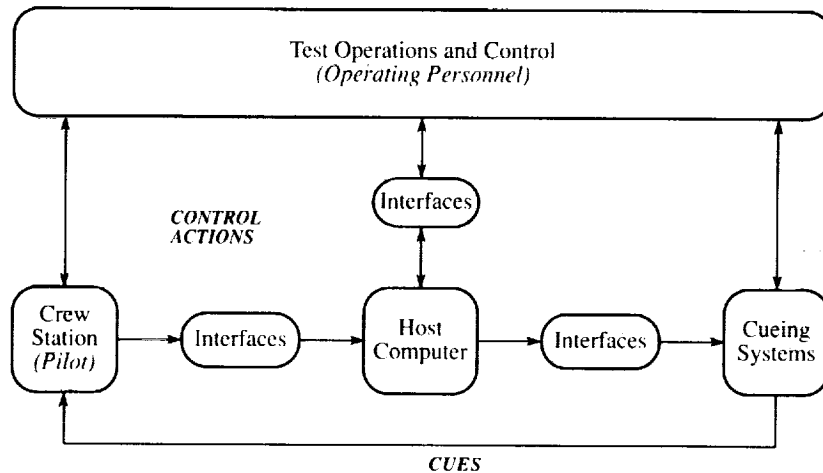 Test Operations and Control
(Operating Personnel)
Interfaces
CONTROL
ACTIONS
Crew
Station
(Pilot)
Interfaces
Host
Computer
Interfaces
Cueing
Systems
CUES